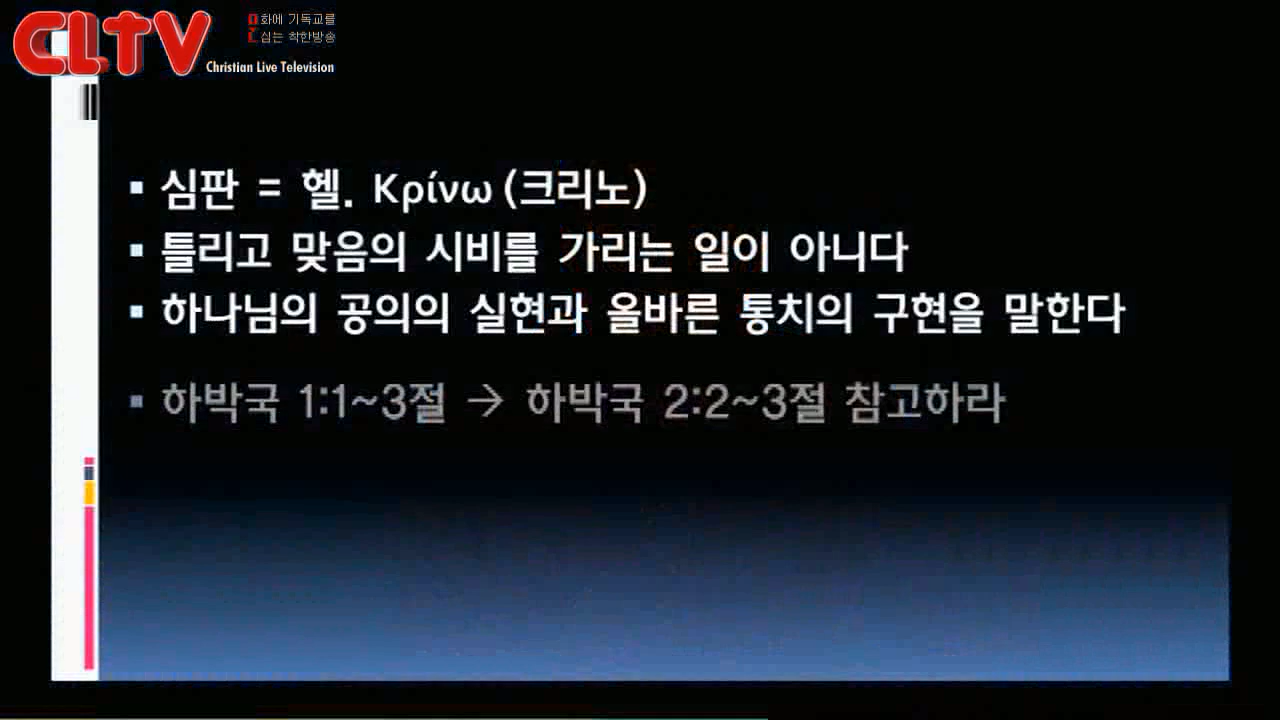 CLTV
화에 기독교를
심는 착한방송
Christian Live Television
▪ 심판 = 헬. Κρίνω (크리노)
▪ 틀리고 맞음의 시비를 가리는 일이 아니다
▪ 하나님의 공의의 실현과 올바른 통치의 구현을 말한다
▪ 하박국 1:1~3절 → 하박국 2:2~3절 참고하라